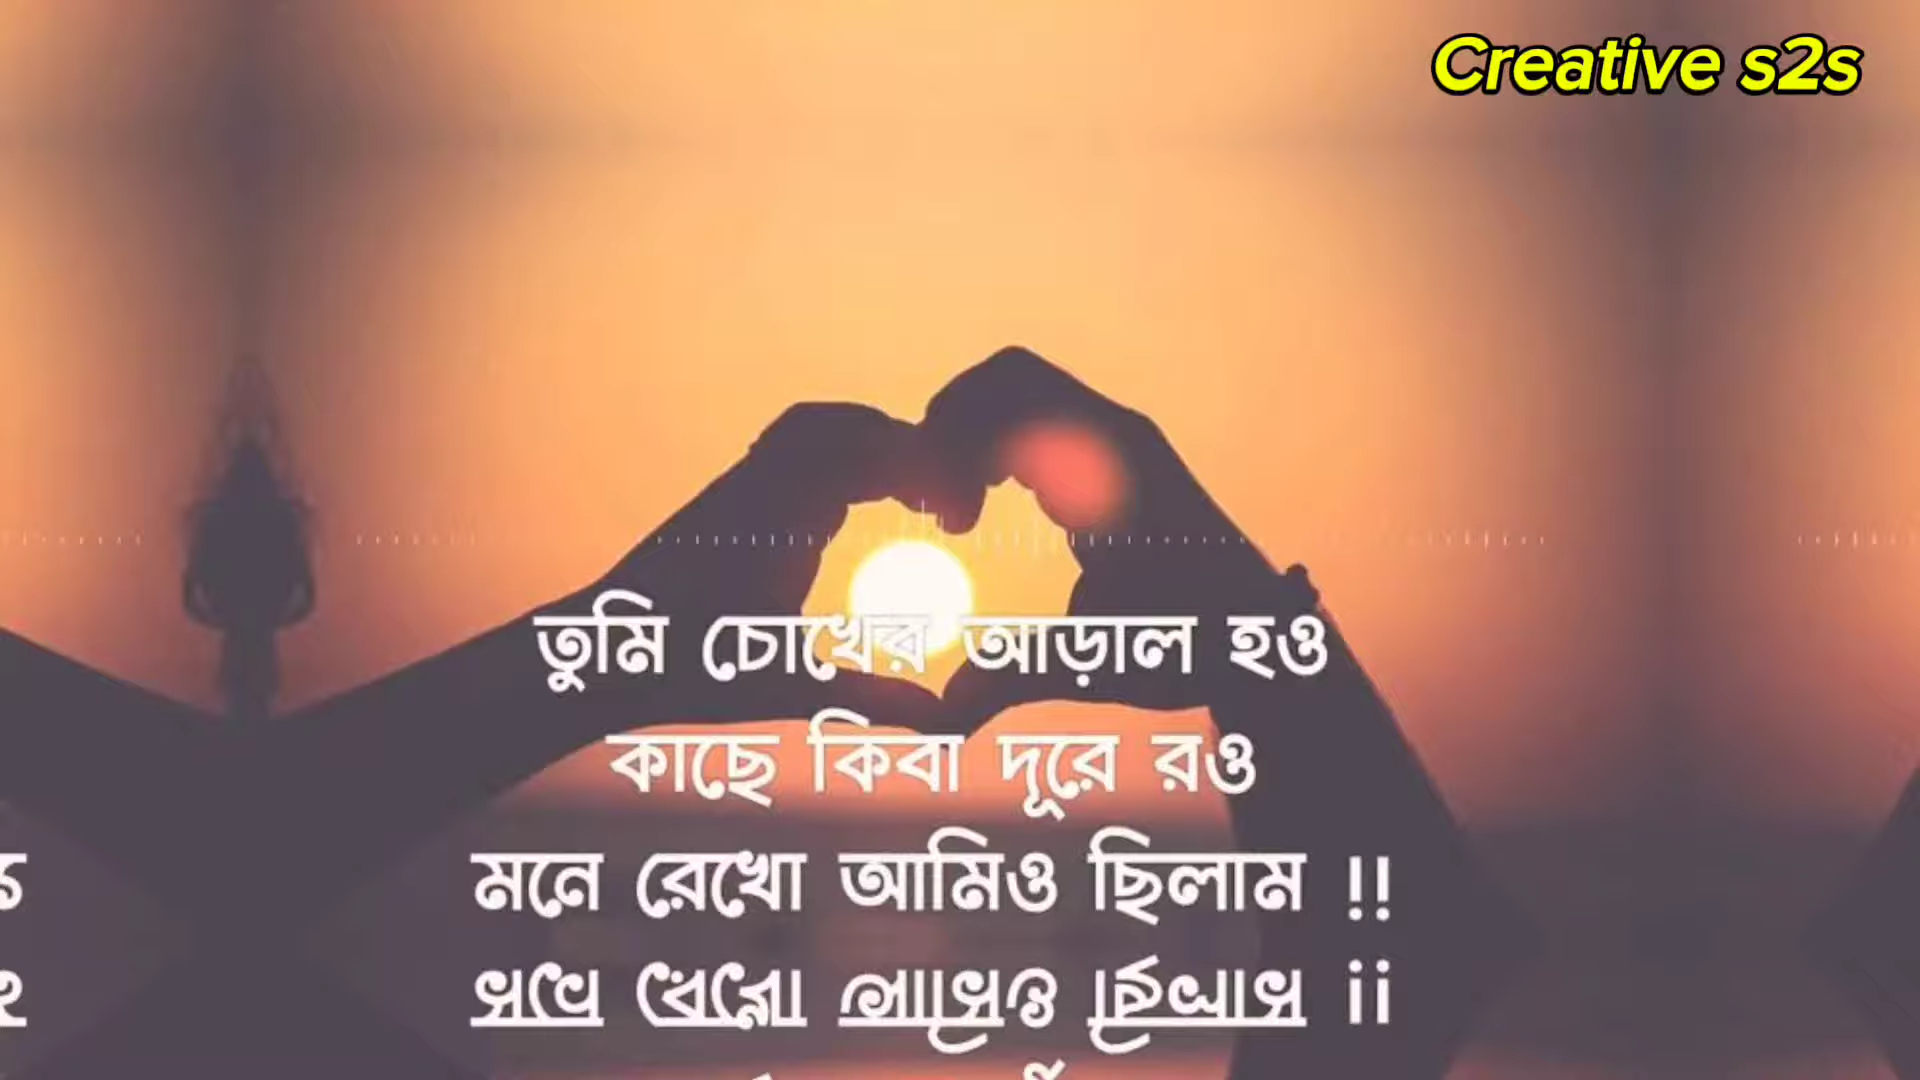 Creative s2s
তুমি চোখের আড়াল হও
কাছে কিবা দূরে রও
মনে রেখো আমিও ছিলাম !!